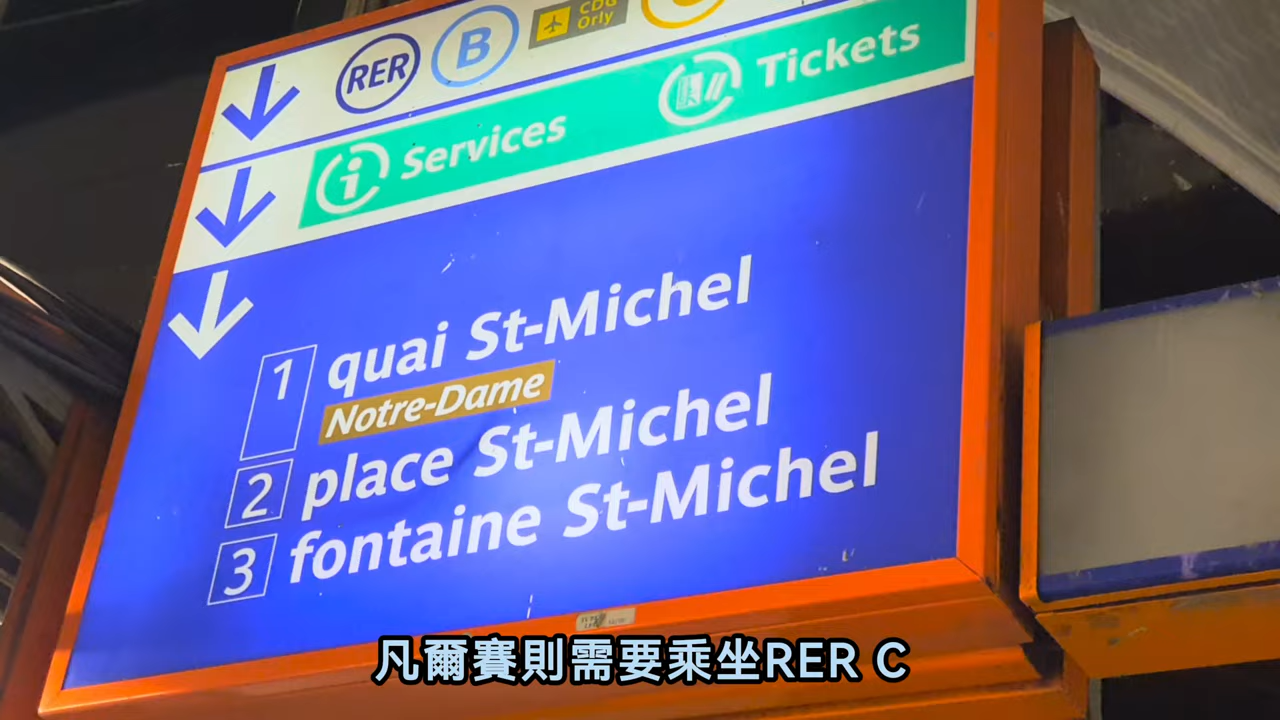 RER B CDG
Orly C
Services Tickets
1 quai St-Michel
Notre-Dame
2 place St-Michel
3 fontaine St-Michel
凡爾賽則需要乘坐RER C